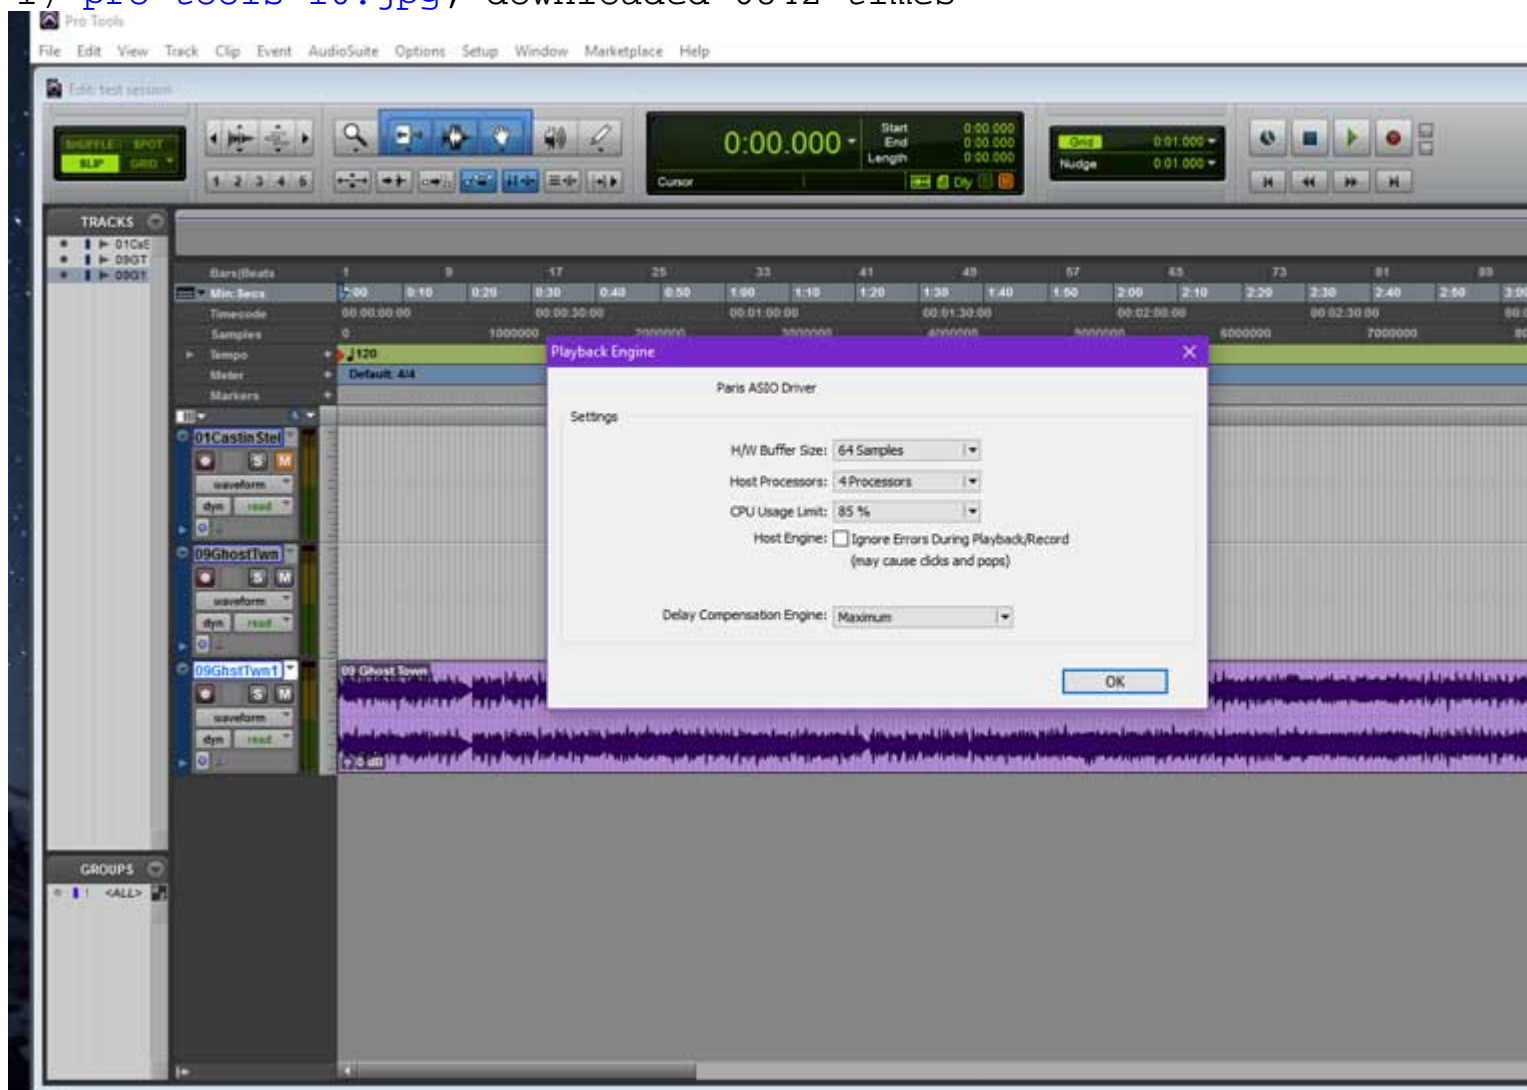 Pro Tools
File Edit View Track Clip Event AudioSuite Options Setup Window Marketplace Help
Edit: test session
SHUFFLE SPOT
SLIP GRID
1 2 3 4 5
0:00.000
Start 0:00.000
End 0:00.000
Length 0:00.000
Cursor
Dly
Grid 0:01.000
Nudge 0:01.000
TRACKS
01CsS
09GT
09GT
Bars|Beats 1 9 17 25 33 41 49 57 65 73 81 89
Min:Secs 0:00 0:10 0:20 0:30 0:40 0:50 1:00 1:10 1:20 1:30 1:40 1:50 2:00 2:10 2:20 2:30 2:40 2:50 3:00
Timecode 00:00:00:00 00:00:30:00 00:01:00:00 00:01:30:00 00:02:00:00 00:02:30:00
Samples 0 1000000 2000000 3000000 4000000 5000000 6000000 7000000
Tempo 120
Meter Default: 4/4
Markers
Playback Engine
Paris ASIO Driver
Settings
H/W Buffer Size: 64 Samples
Host Processors: 4 Processors
CPU Usage Limit: 85 %
Host Engine: Ignore Errors During Playback/Record
(may cause clicks and pops)
Delay Compensation Engine: Maximum
OK
01CastinStel
S M
waveform
dyn read
09GhostTwn
S M
waveform
dyn read
09GhstTwn1
S M
waveform
dyn read
09 Ghost Town
0 dB
GROUPS
! <ALL>